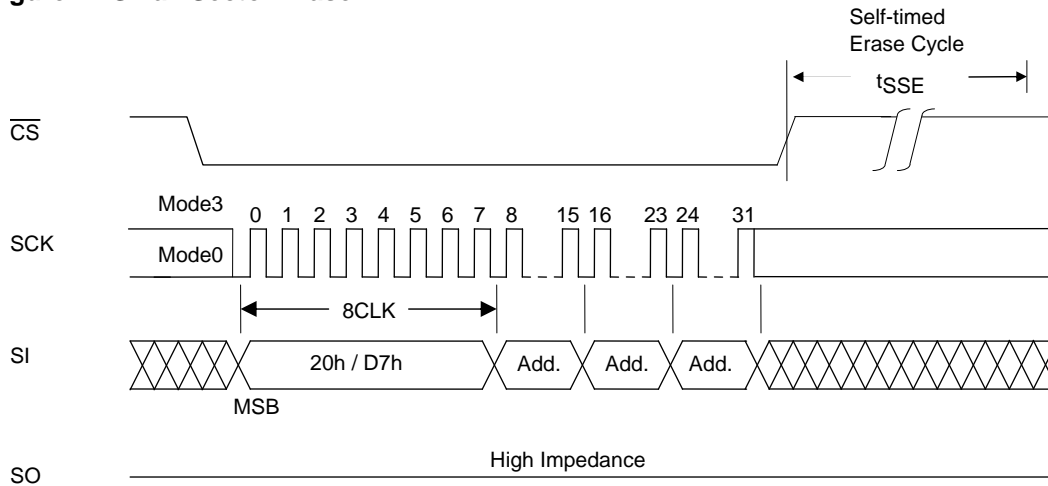 Self-timed
Erase Cycle
tSSE
CS
Mode3
0 1 2 3 4 5 6 7 8 15 16 23 24 31
SCK
Mode0
8CLK
SI
20h / D7h
Add.
Add.
Add.
MSB
High Impedance
SO